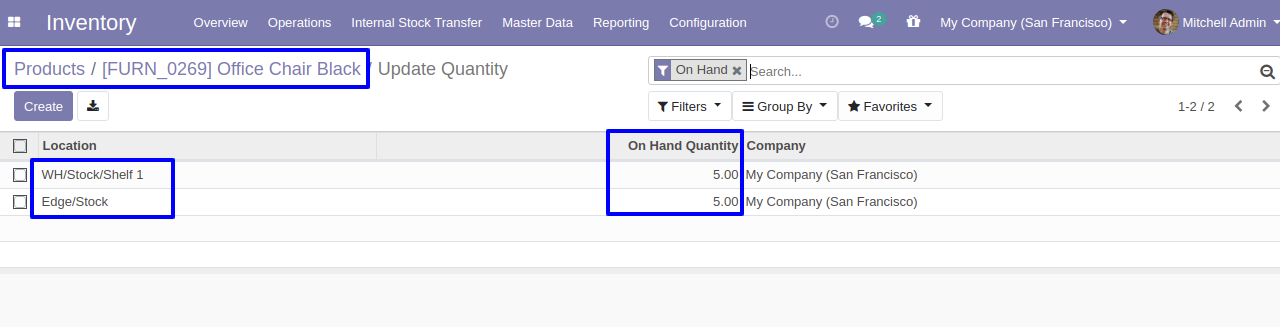 Inventory Overview Operations Internal Stock Transfer Master Data Reporting Configuration 2 My Company (San Francisco) Mitchell Admin
Products / [FURN_0269] Office Chair Black / Update Quantity
On Hand Search...
Create Filters Group By Favorites 1-2 / 2
Location On Hand Quantity Company
WH/Stock/Shelf 1 5.00 My Company (San Francisco)
Edge/Stock 5.00 My Company (San Francisco)